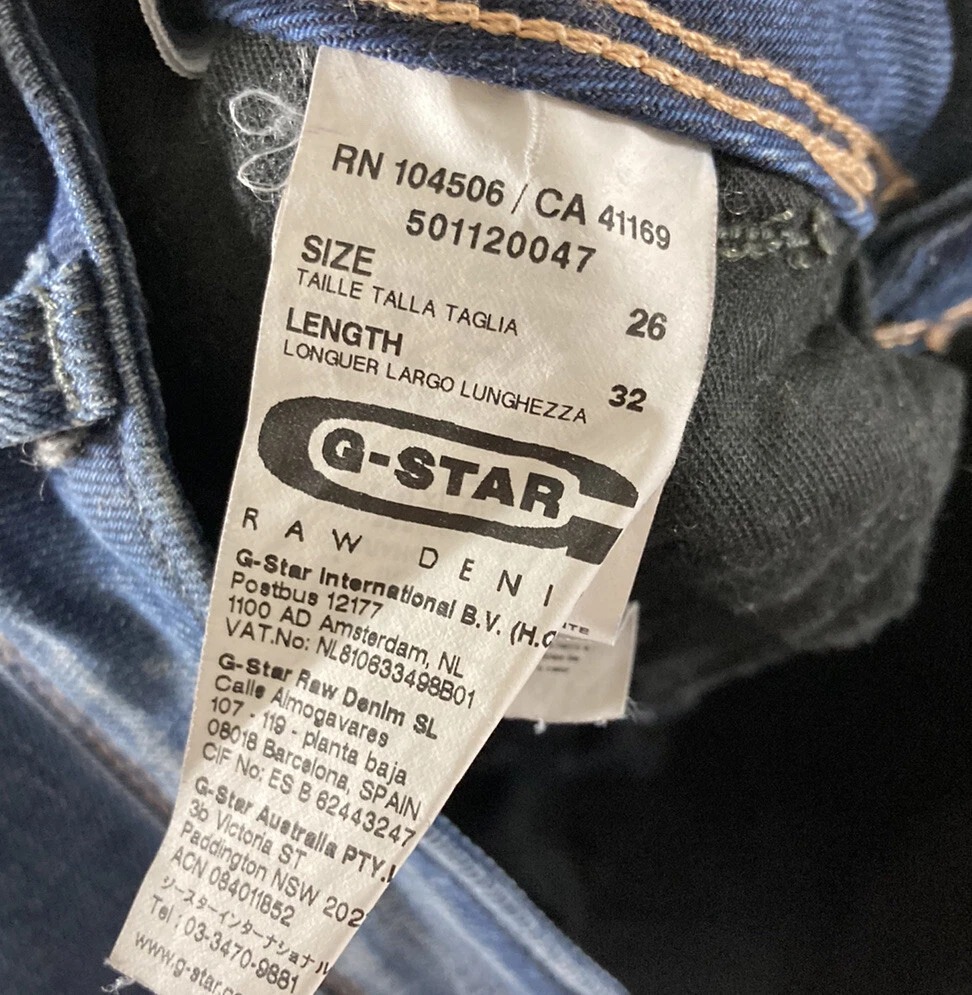 RN 104506 / CA 41169
501120047
SIZE
TAILLE TALLA TAGLIA 26
LENGTH
LONGUER LARGO LUNGHEZZA 32
G-STAR
RAW DENI
G-Star International B.V. (H.O
Postbus 12177
1100 AD Amsterdam, NL
VAT.No: NL810633498B01
G-Star Raw Denim SL
Calle Almogavares
107 - 119 - planta baja
08018 Barcelona, SPAIN
CIF No: ES B 62443247
G-Star Australia PTY.
3b Victoria ST
Paddington NSW 202
ACN 084011852
ジースターインターナショナル
Tel : 03-3470-9881
www.g-star.co